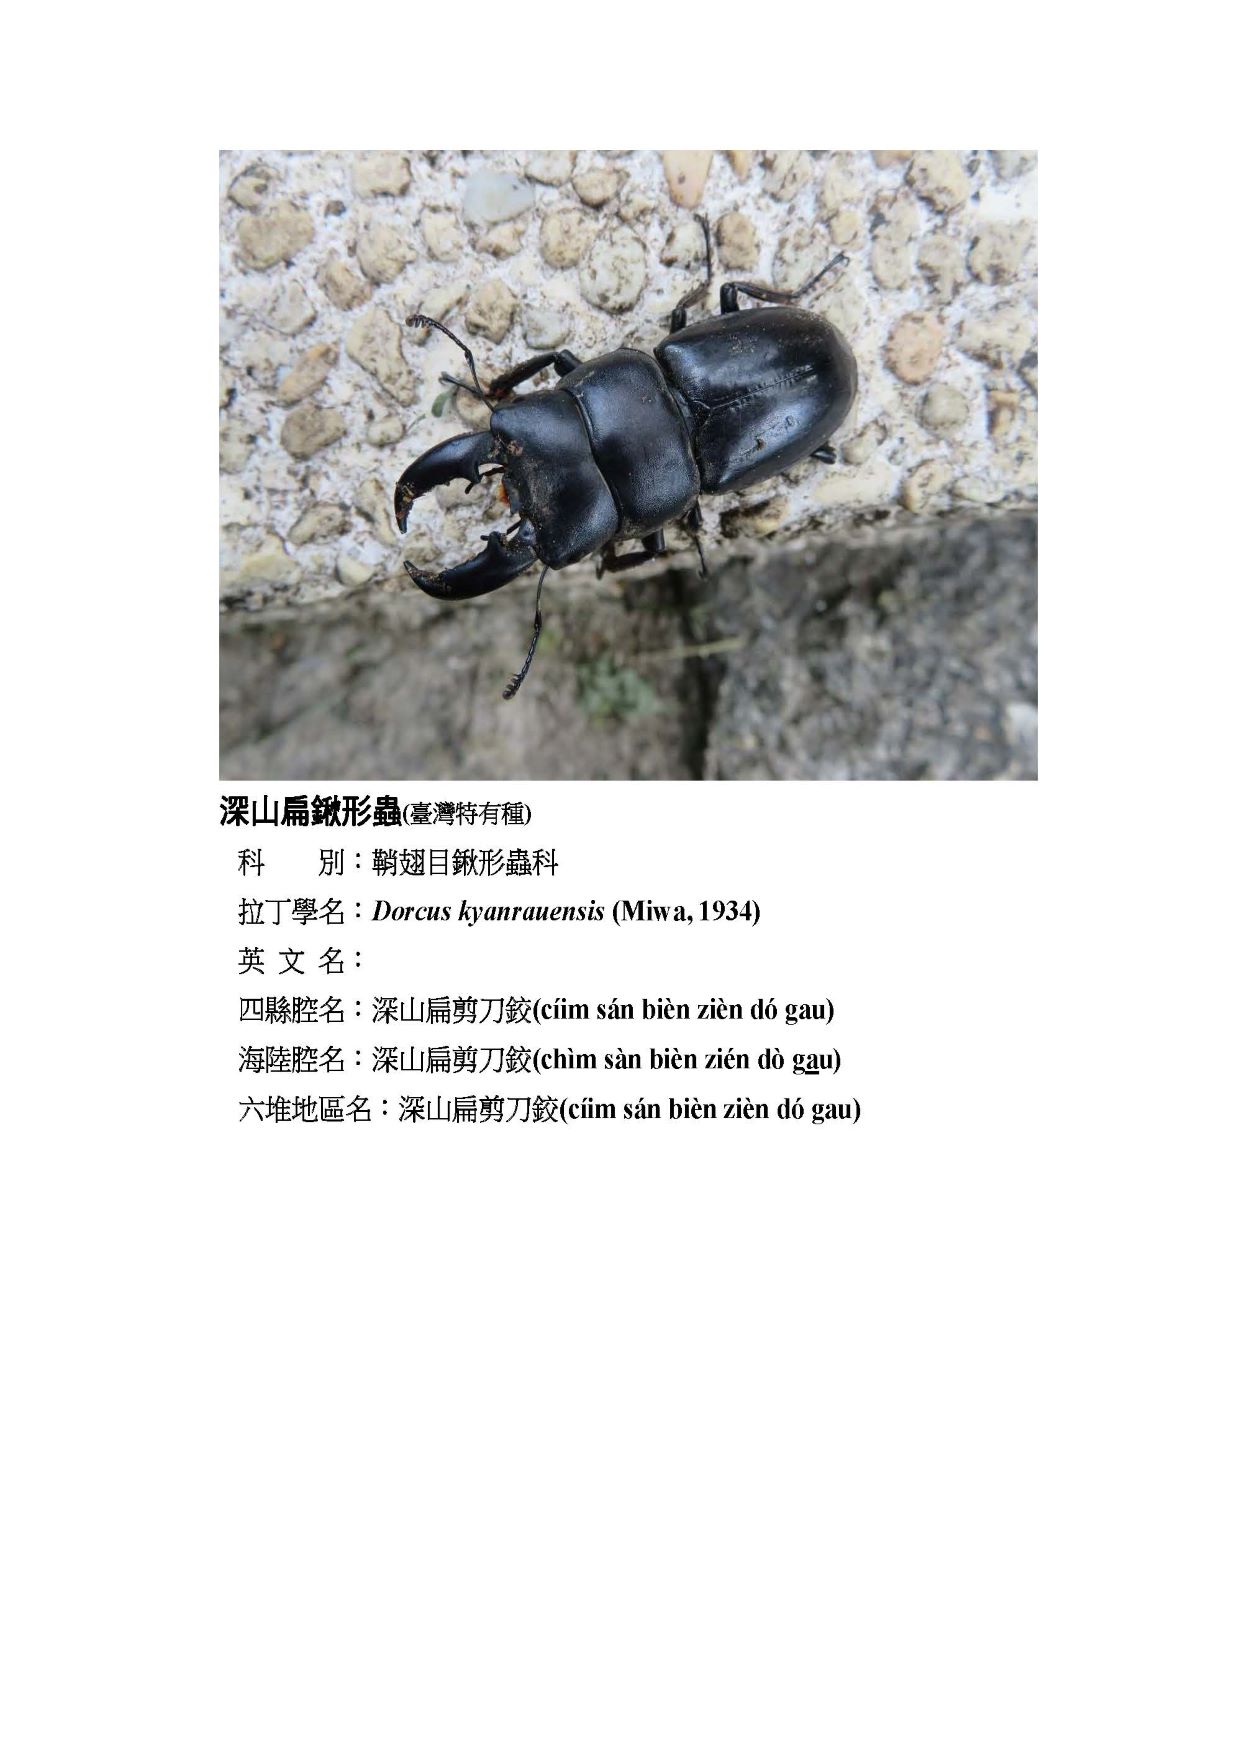 深山扁鍬形蟲(臺灣特有種)
科　　別：鞘翅目鍬形蟲科
拉丁學名：Dorcus kyanrauensis (Miwa, 1934)
英 文 名：
四縣腔名：深山扁剪刀鉸(cíim sán bièn zièn dó gau)
海陸腔名：深山扁剪刀鉸(chìm sàn bièn zién dò gau)
六堆地區名：深山扁剪刀鉸(cíim sán bièn zièn dó gau)